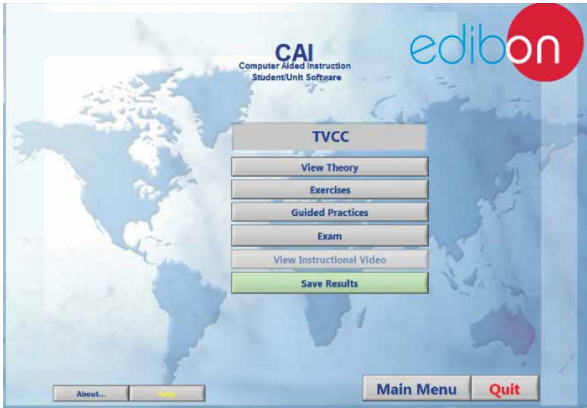 CAI
Computer Aided Instruction
Student/Unit Software
edibon
TVCC
View Theory
Exercises
Guided Practices
Exam
View Instructional Video
Save Results
About...
Help
Main Menu
Quit